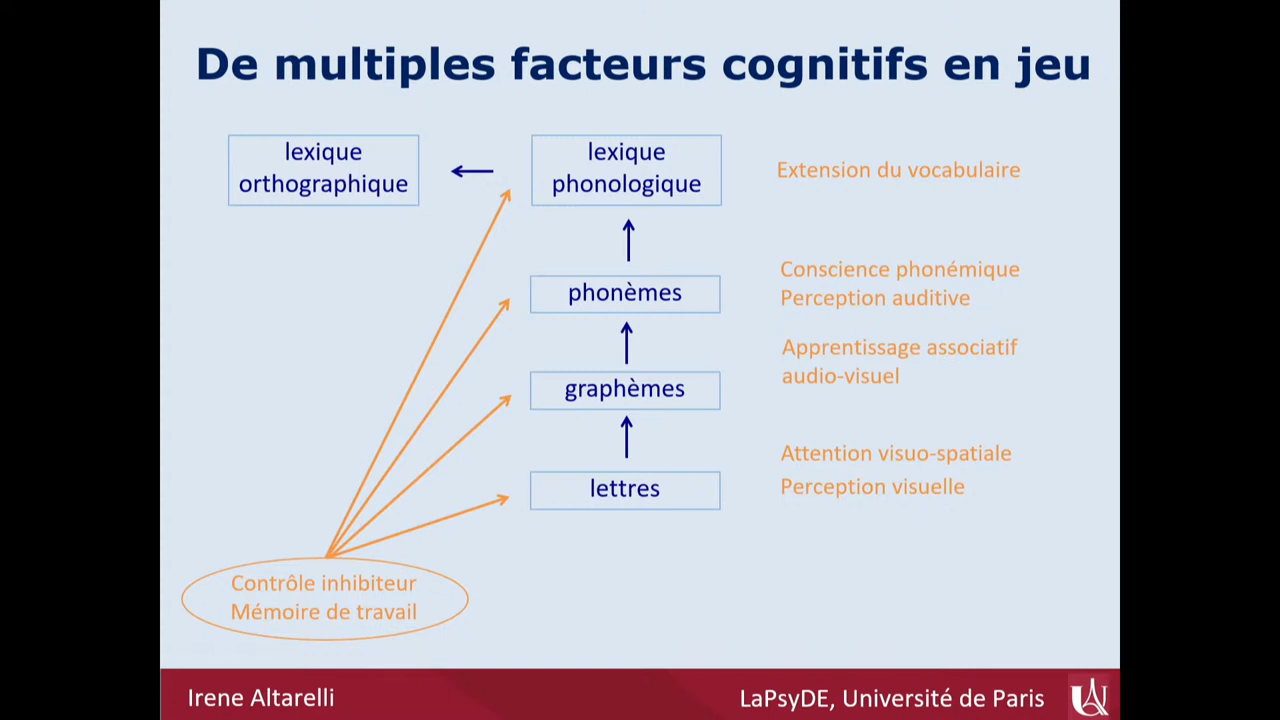 De multiples facteurs cognitifs en jeu
lexique
orthographique
lexique
phonologique
Extension du vocabulaire
phonèmes
Conscience phonémique
Perception auditive
graphèmes
Apprentissage associatif
audio-visuel
lettres
Attention visuo-spatiale
Perception visuelle
Contrôle inhibiteur
Mémoire de travail
Irene Altarelli
LaPsyDE, Université de Paris